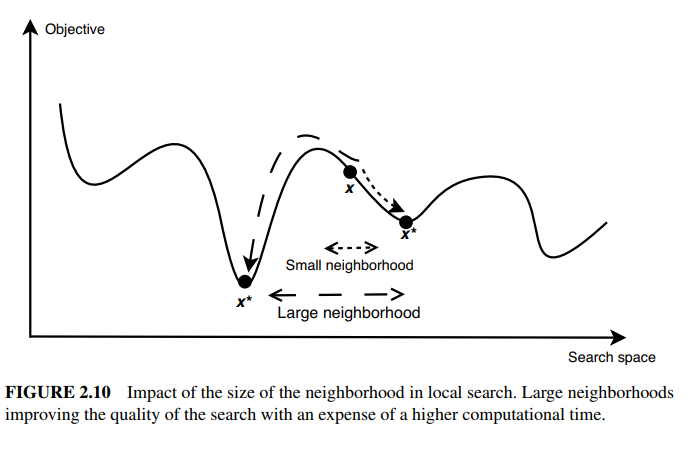 Objective
x
x*
Small neighborhood
x*
Large neighborhood
Search space
FIGURE 2.10 Impact of the size of the neighborhood in local search. Large neighborhoods
improving the quality of the search with an expense of a higher computational time.